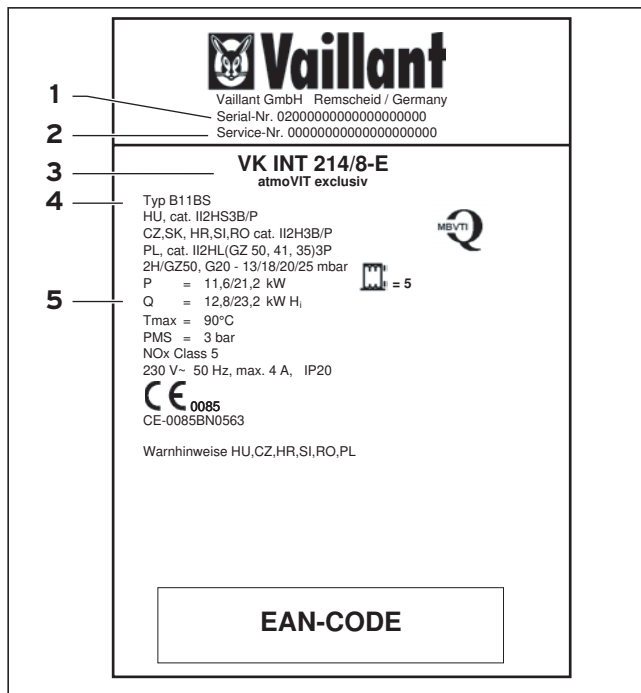 Vaillant
Vaillant GmbH Remscheid / Germany
1 Serial-Nr. 02000000000000000000
2 Service-Nr. 00000000000000000000
3 VK INT 214/8-E
atmoVIT exclusiv
4 Typ B11BS
HU, cat. II2HS3B/P
CZ,SK, HR,SI,RO cat. II2H3B/P
PL, cat. II2HL(GZ 50, 41, 35)3P
MBVTI Q
2H/GZ50, G20 - 13/18/20/25 mbar
P = 11,6/21,2 kW
= 5
5 Q = 12,8/23,2 kW Hi
Tmax = 90°C
PMS = 3 bar
NOx Class 5
230 V~ 50 Hz, max. 4 A, IP20
CE 0085
CE-0085BN0563
Warnhinweise HU,CZ,HR,SI,RO,PL
EAN-CODE